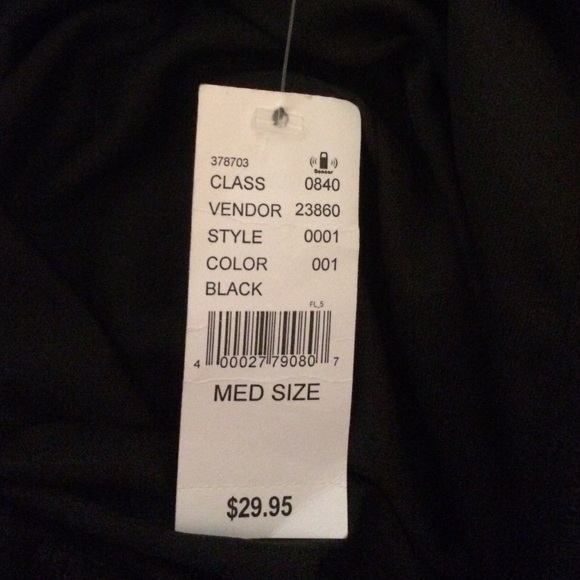 378703
Sensor
CLASS 0840
VENDOR 23860
STYLE 0001
COLOR 001
BLACK
FL_5
4 00027 79080 7
MED SIZE
$29.95